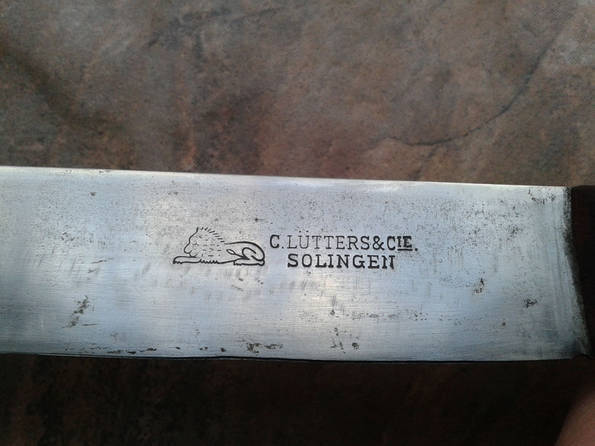 C. LÜTTERS & CIE.
SOLINGEN